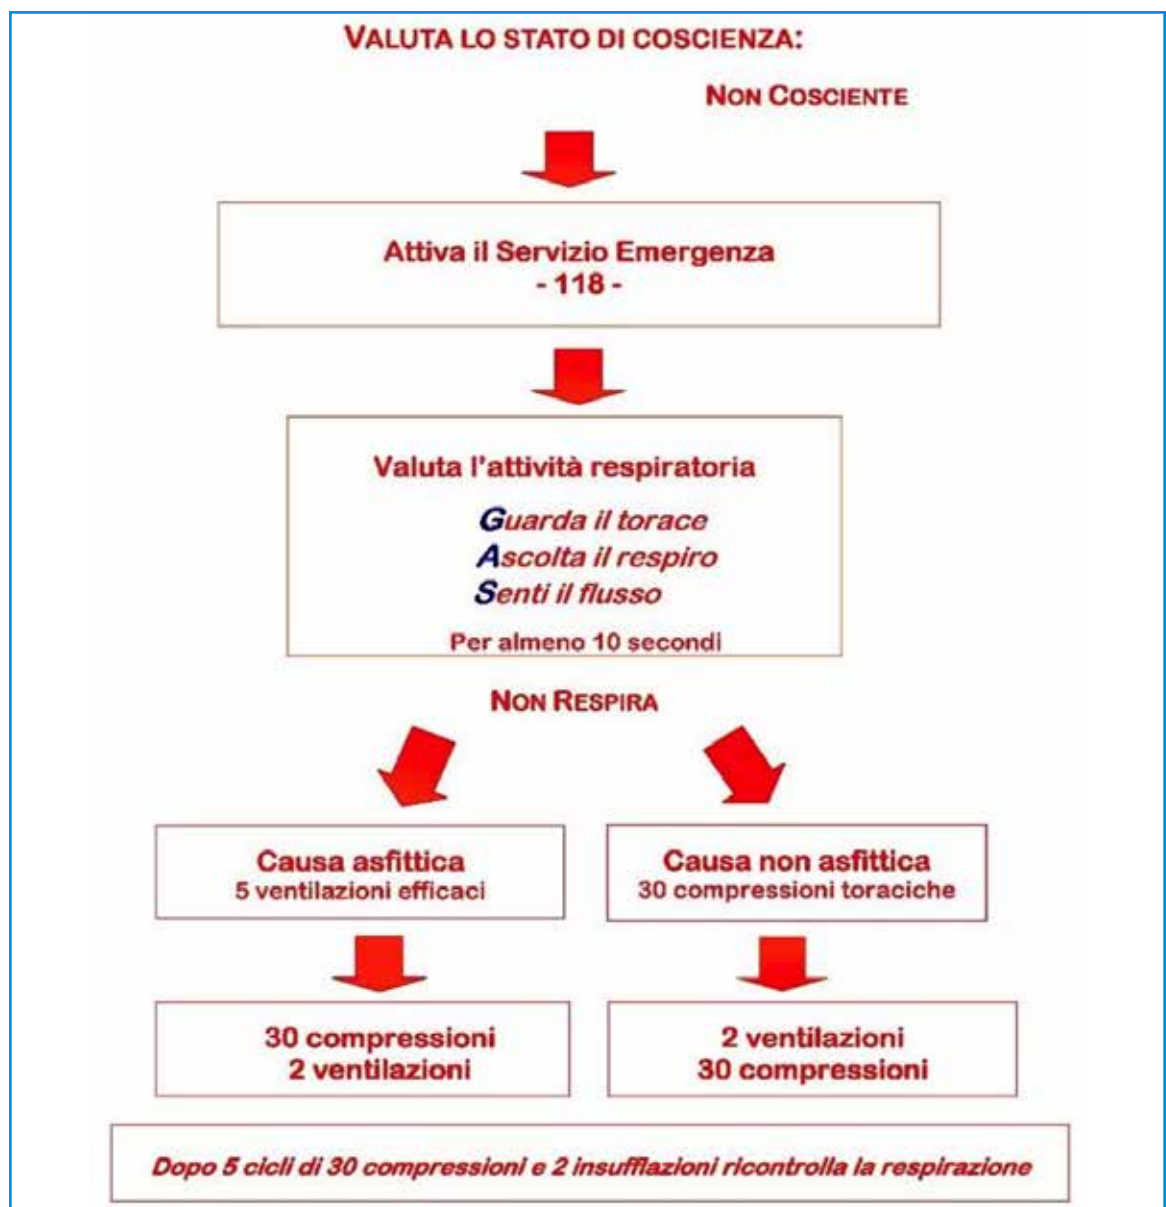 VALUTA LO STATO DI COSCIENZA:
NON COSCIENTE
Attiva il Servizio Emergenza
- 118 -
Valuta l'attività respiratoria
Guarda il torace
Ascolta il respiro
Senti il flusso
Per almeno 10 secondi
NON RESPIRA
Causa asfittica
5 ventilazioni efficaci
Causa non asfittica
30 compressioni toraciche
30 compressioni
2 ventilazioni
2 ventilazioni
30 compressioni
Dopo 5 cicli di 30 compressioni e 2 insufflazioni ricontrolla la respirazione